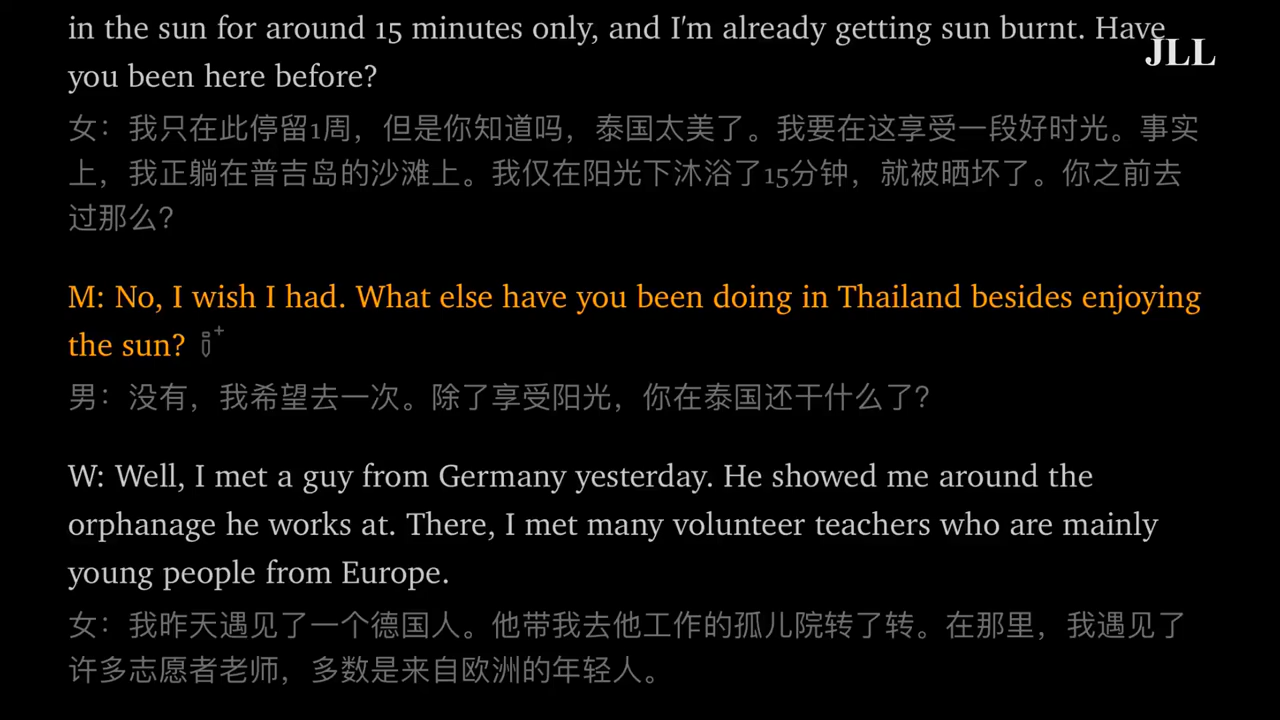 in the sun for around 15 minutes only, and I'm already getting sun burnt. Have
JLL
you been here before?
女：我只在此停留1周，但是你知道吗，泰国太美了。我要在这享受一段好时光。事实
上，我正躺在普吉岛的沙滩上。我仅在阳光下沐浴了15分钟，就被晒坏了。你之前去
过那么？
M: No, I wish I had. What else have you been doing in Thailand besides enjoying
the sun?
男：没有，我希望去一次。除了享受阳光，你在泰国还干什么了？
W: Well, I met a guy from Germany yesterday. He showed me around the
orphanage he works at. There, I met many volunteer teachers who are mainly
young people from Europe.
女：我昨天遇见了一个德国人。他带我去他工作的孤儿院转了转。在那里，我遇见了
许多志愿者老师，多数是来自欧洲的年轻人。